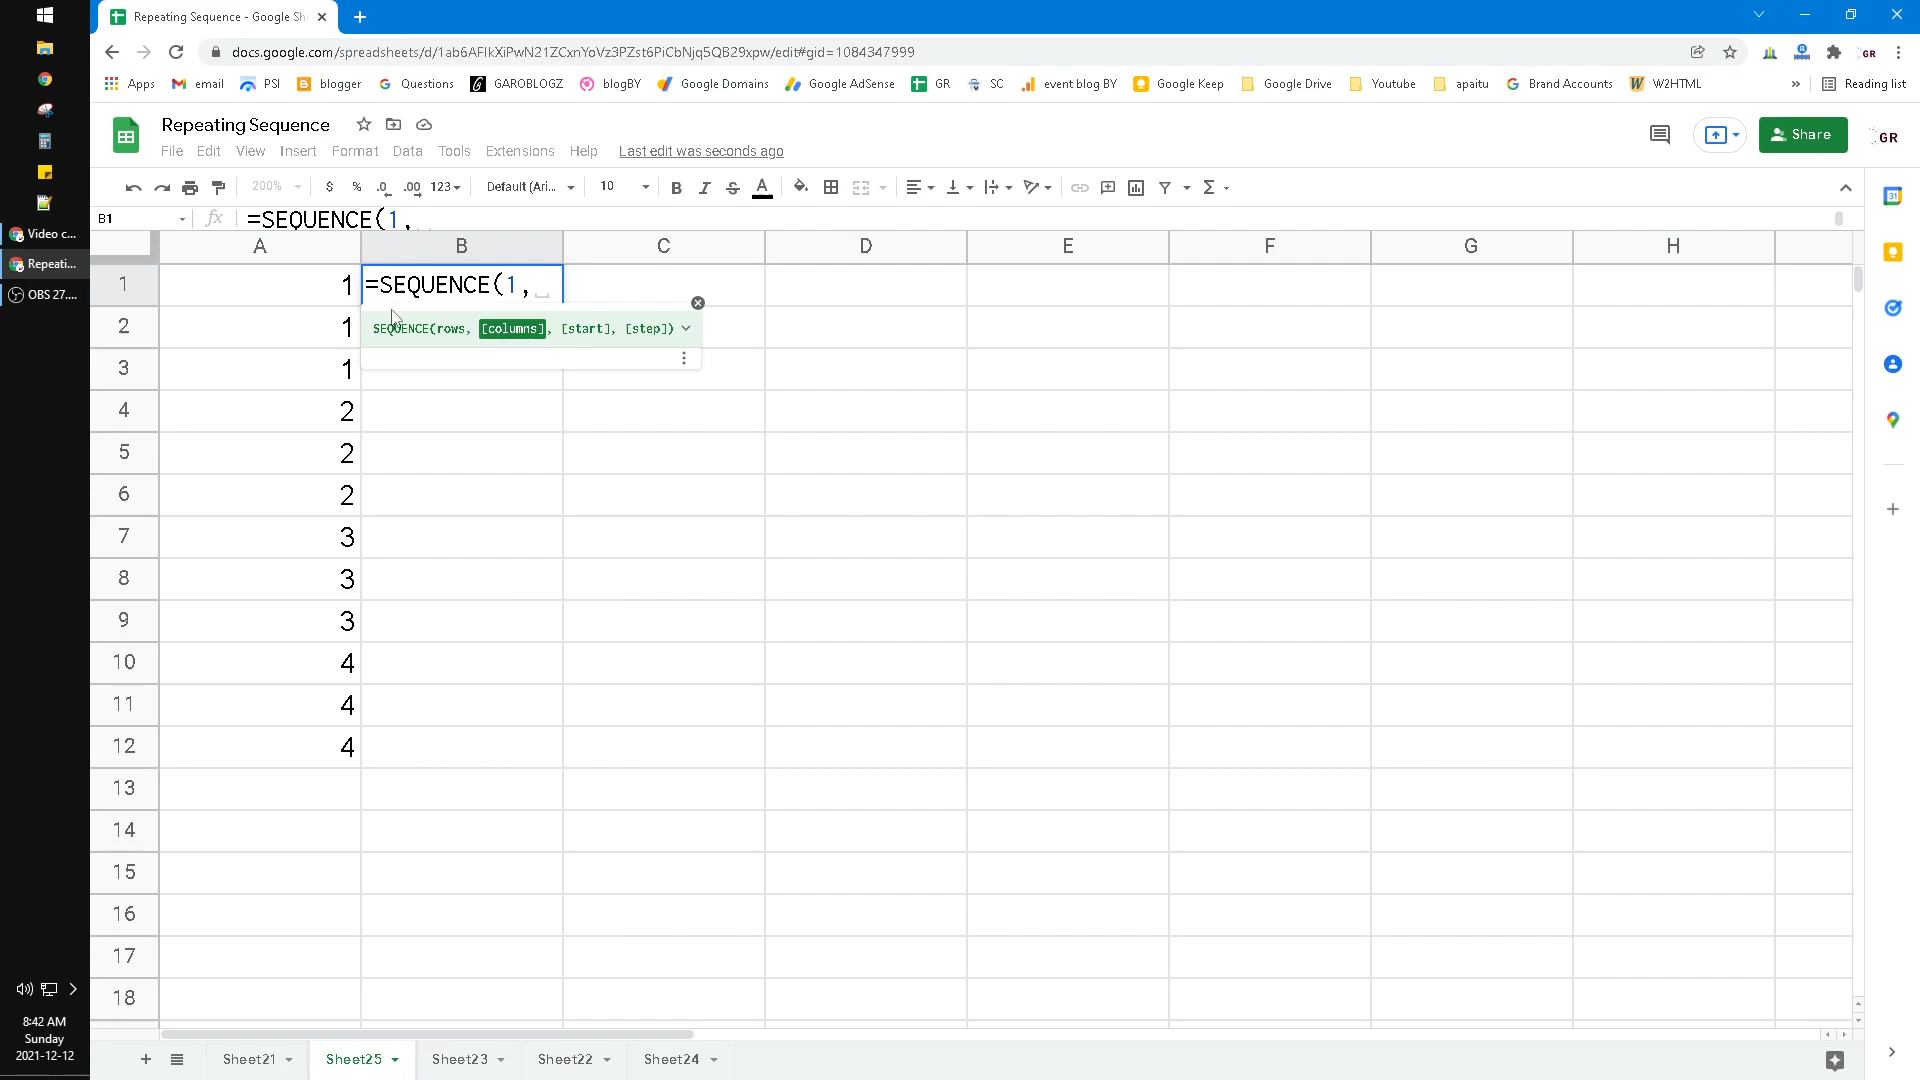 Repeating Sequence - Google Sh
docs.google.com/spreadsheets/d/1ab6AFIkXiPwN21ZCxnYoVz3PZst6PiCbNjq5QB29xpw/edit#gid=1084347999
GR
Apps email PSI blogger Questions GAROBLOGZ blogBY Google Domains Google AdSense GR SC event blog BY Google Keep Google Drive Youtube apaitu Brand Accounts W2HTML » Reading list
Repeating Sequence
Share
GR
File Edit View Insert Format Data Tools Extensions Help Last edit was seconds ago
200% $ % .0 .00 123 Default (Ari... 10 B I S A Σ
B1 fx =SEQUENCE(1,
A B C D E F G H
1 1 =SEQUENCE(1,
2 1 SEQUENCE(rows, [columns], [start], [step])
3 1
4 2
5 2
6 2
7 3
8 3
9 3
10 4
11 4
12 4
13
14
15
16
17
18
+ Sheet21 Sheet25 Sheet23 Sheet22 Sheet24
Video c...
Repeati...
OBS 27....
8:42 AM
Sunday
2021-12-12
31